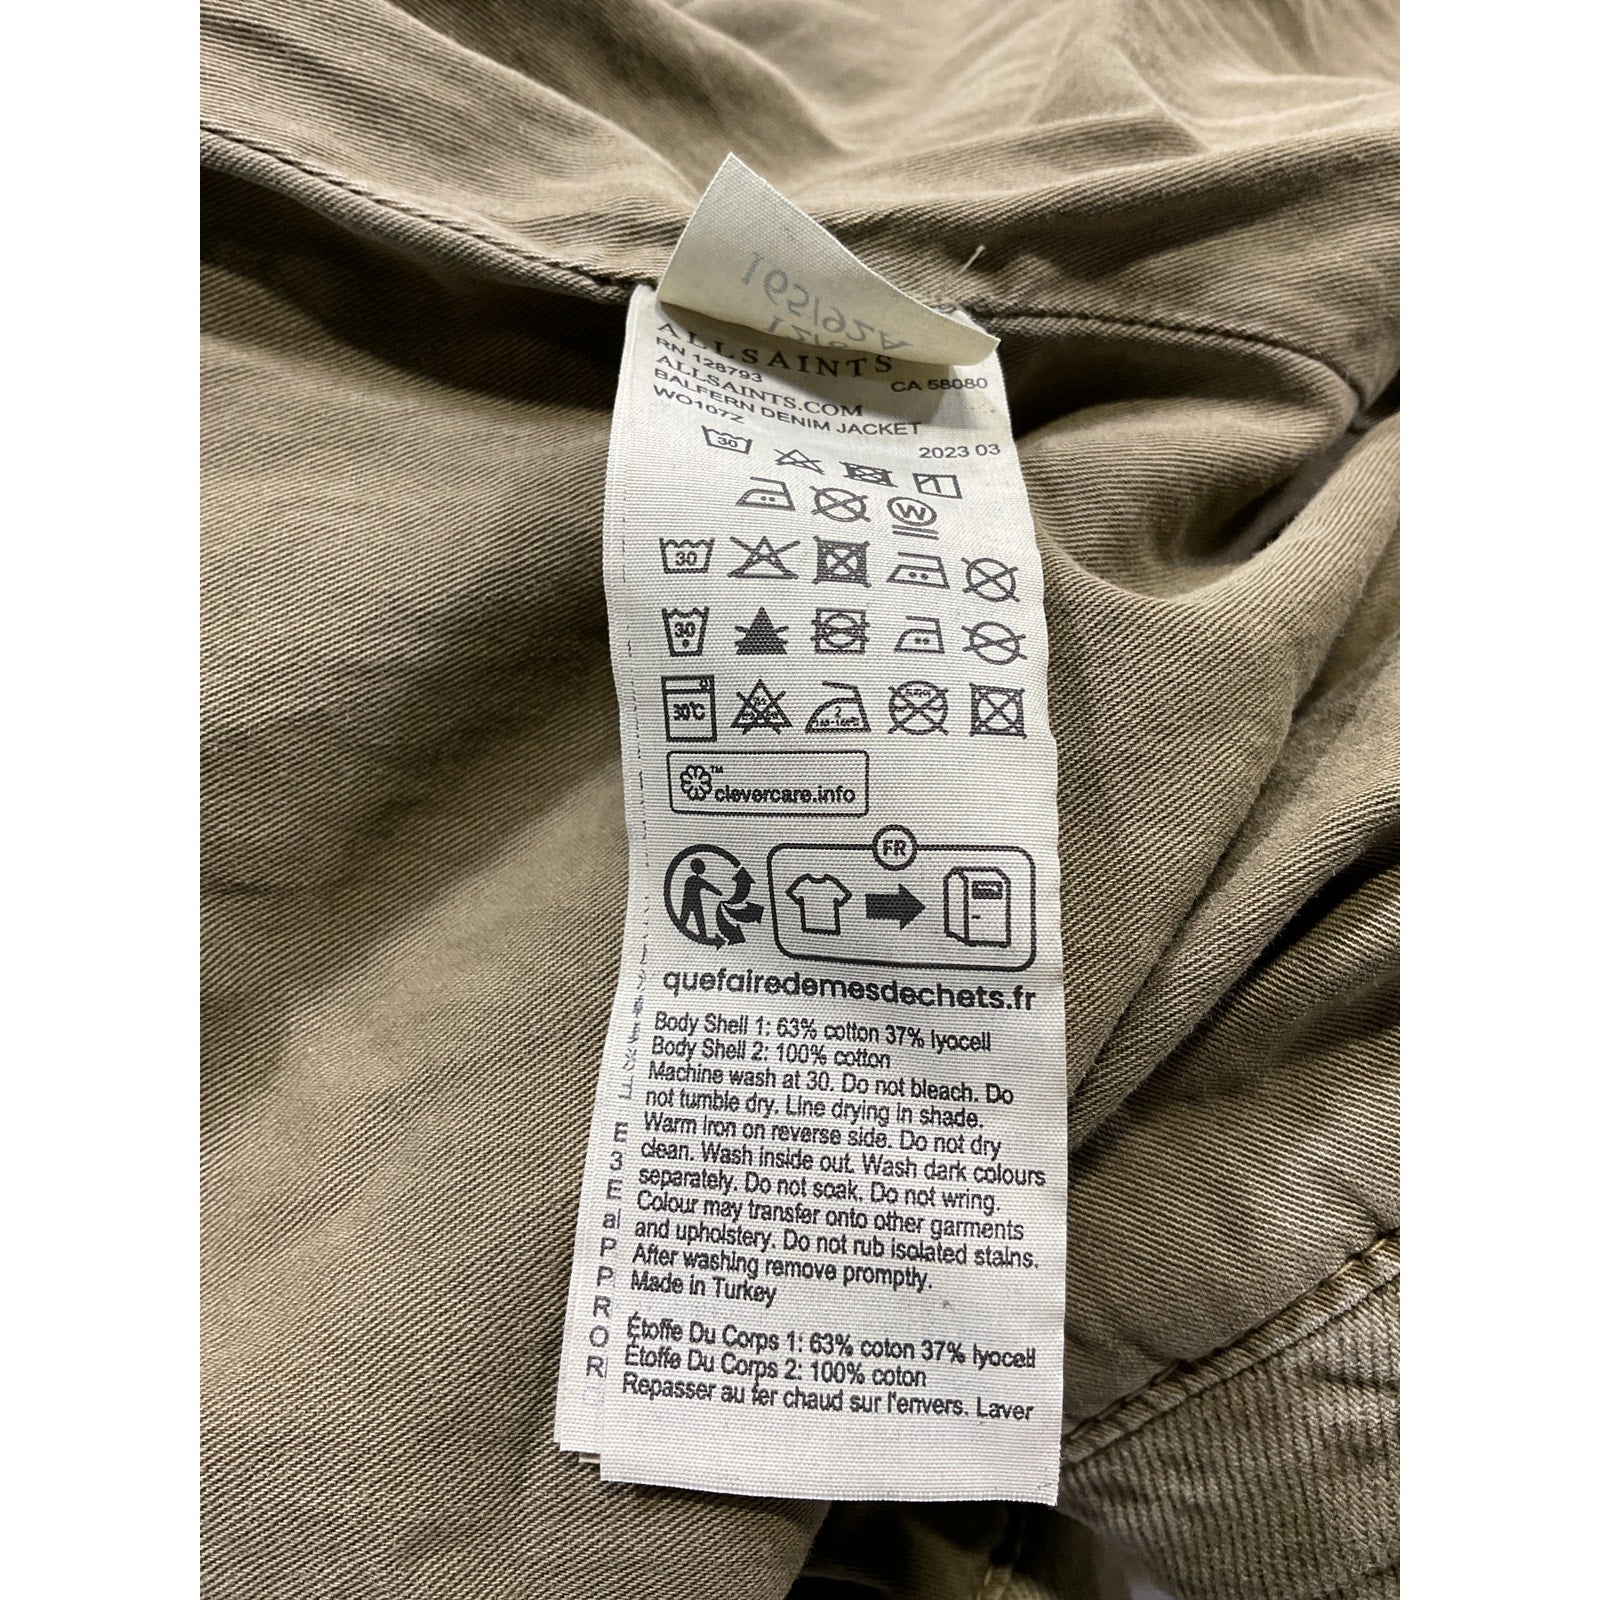 165/92A
ALLSAINTS
RN 128793 CA 58080
ALLSAINTS.COM
BALFERN DENIM JACKET
WO107Z 2023 03
30
W
30
30
30°C
clevercare.info
FR
quefairedemesdechets.fr
Body Shell 1: 63% cotton 37% lyocell
Body Shell 2: 100% cotton
Machine wash at 30. Do not bleach. Do
not tumble dry. Line drying in shade.
Warm iron on reverse side. Do not dry
clean. Wash inside out. Wash dark colours
separately. Do not soak. Do not wring.
Colour may transfer onto other garments
and upholstery. Do not rub isolated stains.
After washing remove promptly.
Made in Turkey
Étoffe Du Corps 1: 63% coton 37% lyocell
Étoffe Du Corps 2: 100% coton
Repasser au fer chaud sur l'envers. Laver